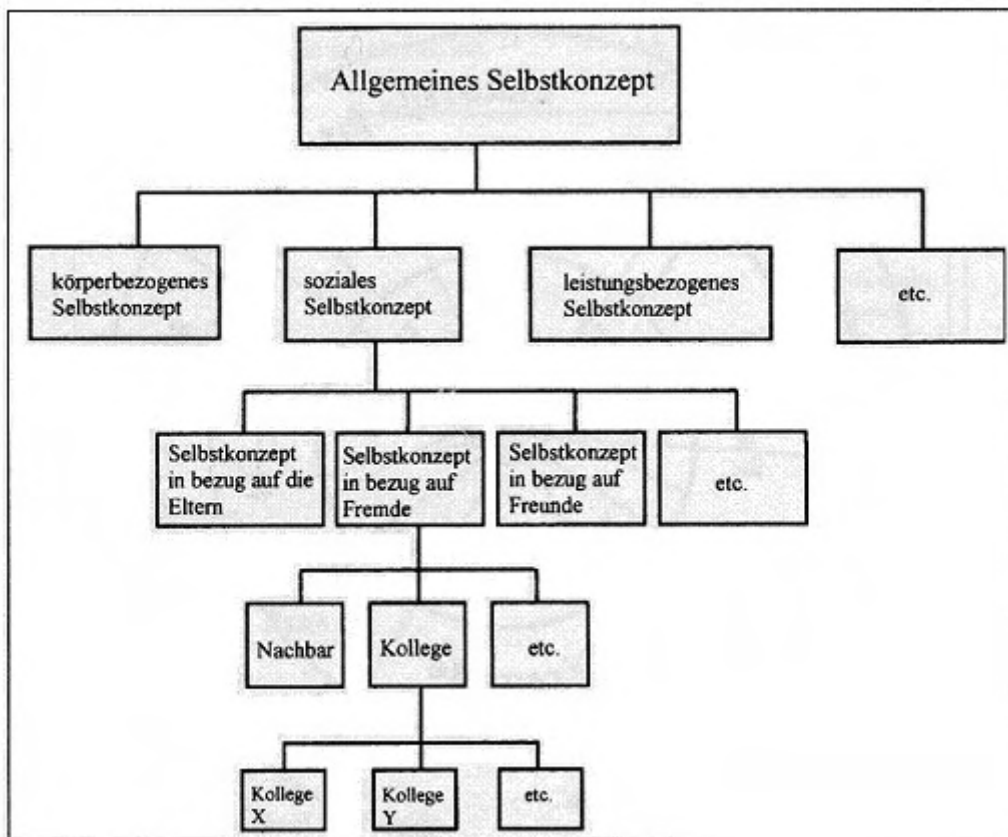 Allgemeines Selbstkonzept
körperbezogenes
Selbstkonzept
soziales
Selbstkonzept
leistungsbezogenes
Selbstkonzept
etc.
Selbstkonzept
in bezug auf die
Eltern
Selbstkonzept
in bezug auf
Fremde
Selbstkonzept
in bezug auf
Freunde
etc.
Nachbar
Kollege
etc.
Kollege
X
Kollege
Y
etc.